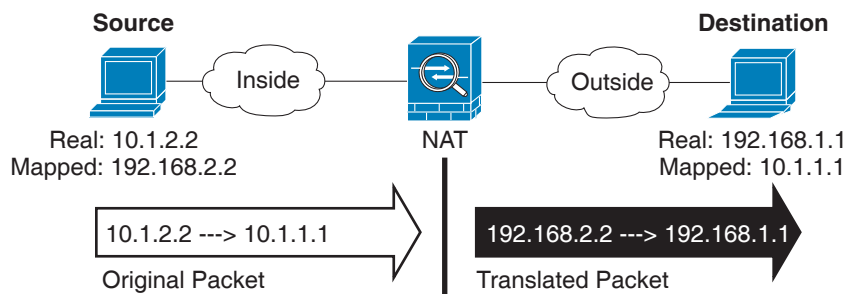 Source
Destination
Inside
Outside
Real: 10.1.2.2
Mapped: 192.168.2.2
NAT
Real: 192.168.1.1
Mapped: 10.1.1.1
10.1.2.2 ---> 10.1.1.1
192.168.2.2 ---> 192.168.1.1
Original Packet
Translated Packet